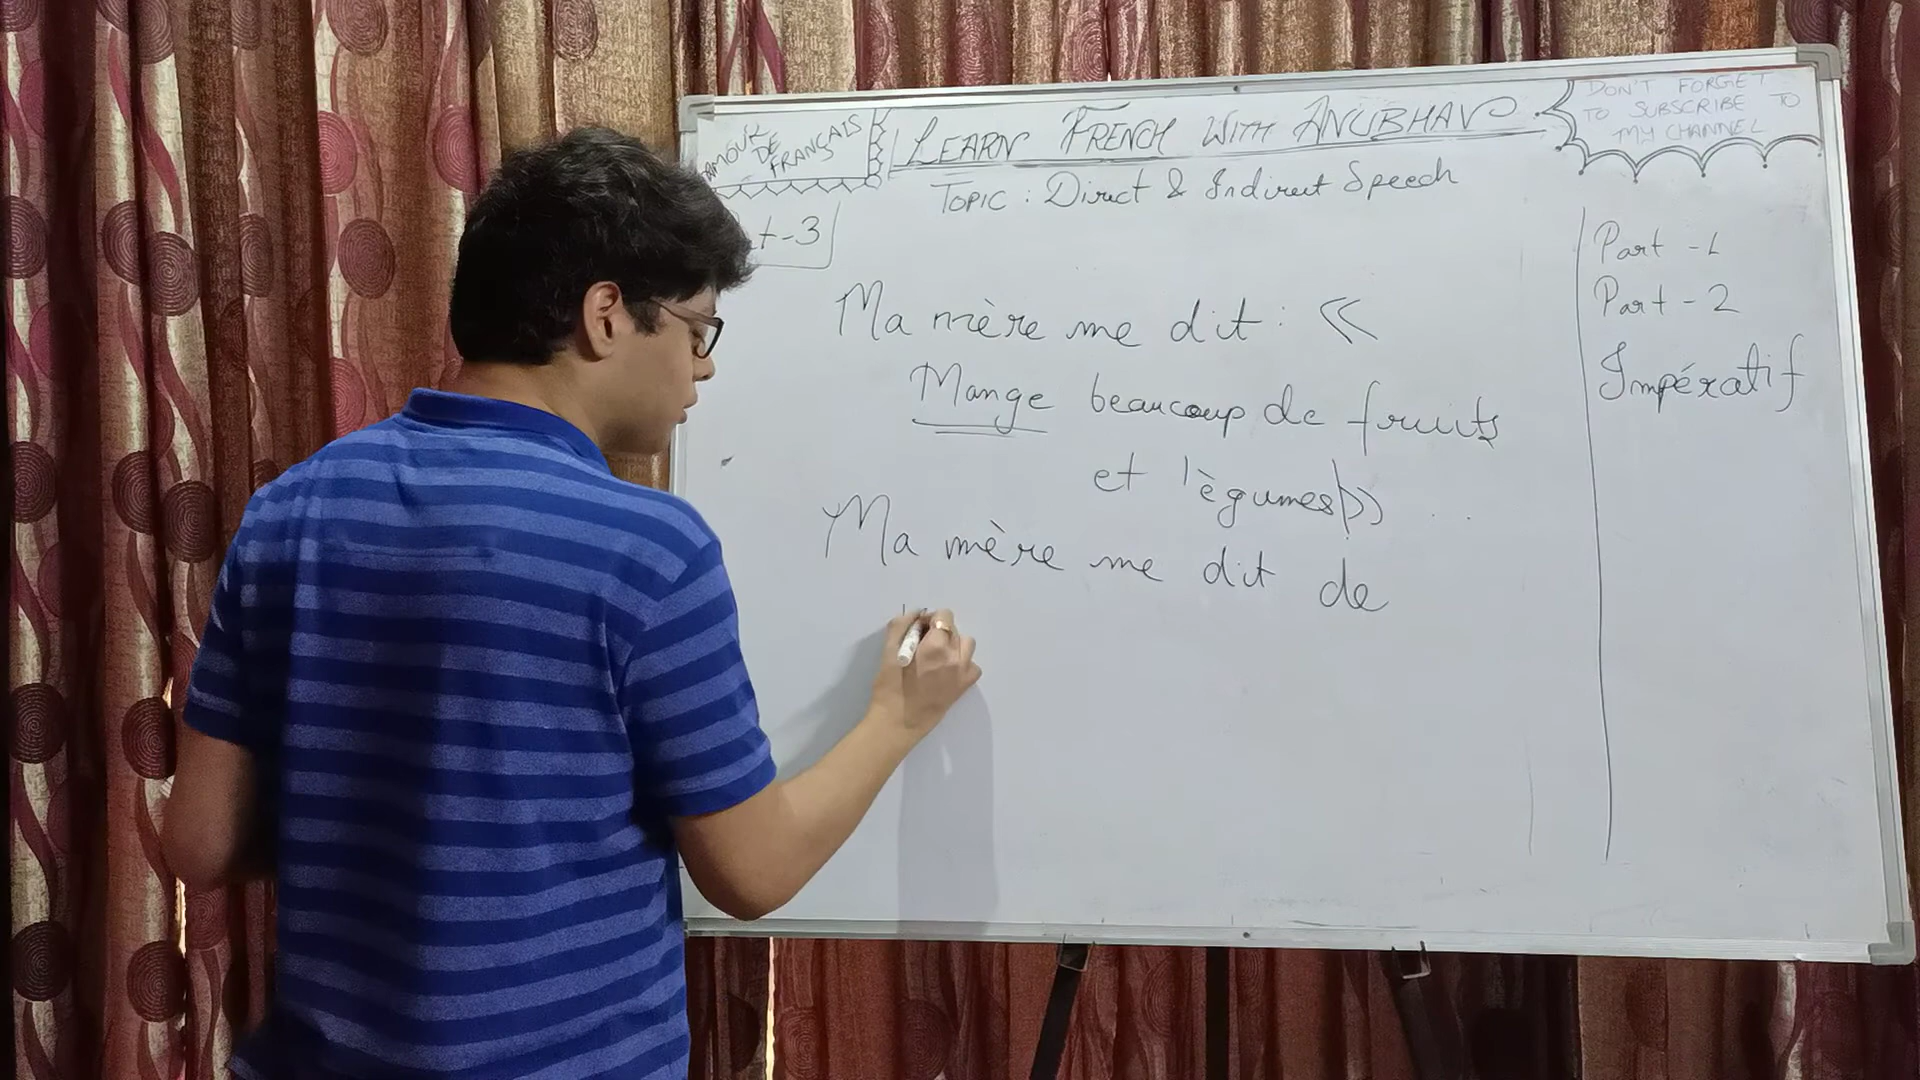 AMOUR
DE
FRANÇAIS
LEARN FRENCH WITH ANUBHAV
DON'T FORGET
TO SUBSCRIBE TO
MY CHANNEL
TOPIC : Direct & Indirect Speech
t-3
Ma mère me dit : <<
Mange beaucoup de fruits
et lègumes >>
Ma mère me dit de
Part - 1
Part - 2
Impératif